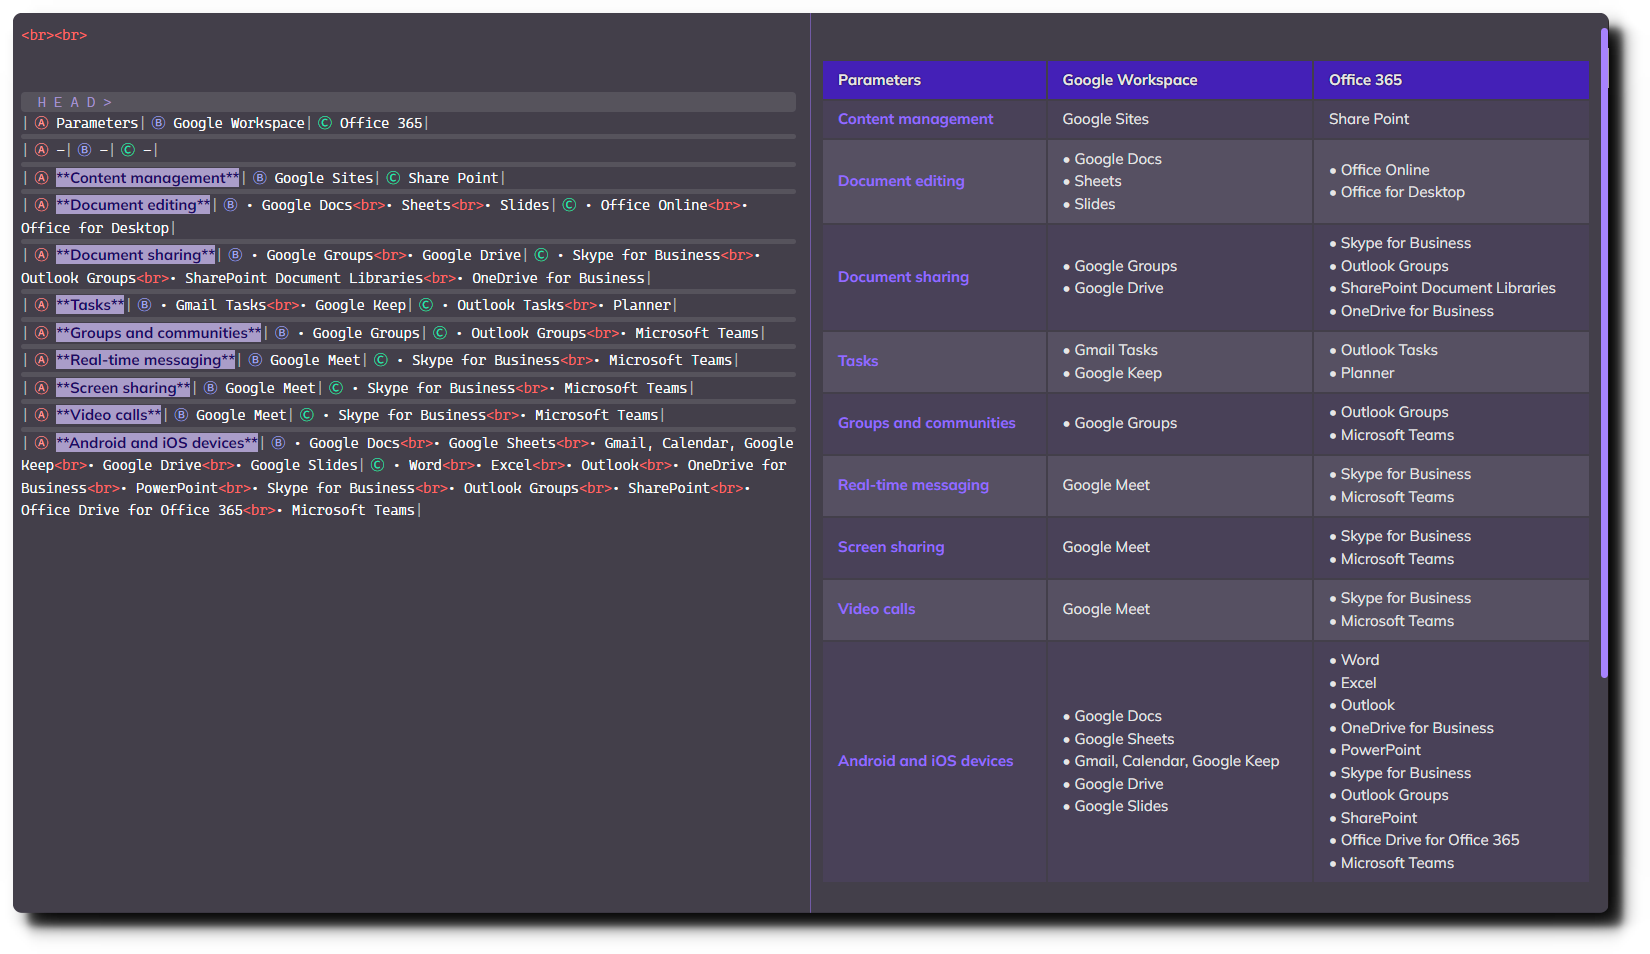 <br><br>
HEAD>
| Ⓐ Parameters| Ⓑ Google Workspace| Ⓒ Office 365|
| Ⓐ —| Ⓑ —| Ⓒ —|
| Ⓐ **Content management**| Ⓑ Google Sites| Ⓒ Share Point|
| Ⓐ **Document editing**| Ⓑ • Google Docs<br>• Sheets<br>• Slides| Ⓒ • Office Online<br>•
Office for Desktop|
| Ⓐ **Document sharing**| Ⓑ • Google Groups<br>• Google Drive| Ⓒ • Skype for Business<br>•
Outlook Groups<br>• SharePoint Document Libraries<br>• OneDrive for Business|
| Ⓐ **Tasks**| Ⓑ • Gmail Tasks<br>• Google Keep| Ⓒ • Outlook Tasks<br>• Planner|
| Ⓐ **Groups and communities**| Ⓑ • Google Groups| Ⓒ • Outlook Groups<br>• Microsoft Teams|
| Ⓐ **Real-time messaging**| Ⓑ Google Meet| Ⓒ • Skype for Business<br>• Microsoft Teams|
| Ⓐ **Screen sharing**| Ⓑ Google Meet| Ⓒ • Skype for Business<br>• Microsoft Teams|
| Ⓐ **Video calls**| Ⓑ Google Meet| Ⓒ • Skype for Business<br>• Microsoft Teams|
| Ⓐ **Android and iOS devices**| Ⓑ • Google Docs<br>• Google Sheets<br>• Gmail, Calendar, Google
Keep<br>• Google Drive<br>• Google Slides| Ⓒ • Word<br>• Excel<br>• Outlook<br>• OneDrive for
Business<br>• PowerPoint<br>• Skype for Business<br>• Outlook Groups<br>• SharePoint<br>•
Office Drive for Office 365<br>• Microsoft Teams|
Parameters Google Workspace Office 365
Content management Google Sites Share Point
Document editing
• Google Docs
• Sheets
• Slides
• Office Online
• Office for Desktop
Document sharing
• Google Groups
• Google Drive
• Skype for Business
• Outlook Groups
• SharePoint Document Libraries
• OneDrive for Business
Tasks
• Gmail Tasks
• Google Keep
• Outlook Tasks
• Planner
Groups and communities
• Google Groups
• Outlook Groups
• Microsoft Teams
Real-time messaging
Google Meet
• Skype for Business
• Microsoft Teams
Screen sharing
Google Meet
• Skype for Business
• Microsoft Teams
Video calls
Google Meet
• Skype for Business
• Microsoft Teams
Android and iOS devices
• Google Docs
• Google Sheets
• Gmail, Calendar, Google Keep
• Google Drive
• Google Slides
• Word
• Excel
• Outlook
• OneDrive for Business
• PowerPoint
• Skype for Business
• Outlook Groups
• SharePoint
• Office Drive for Office 365
• Microsoft Teams